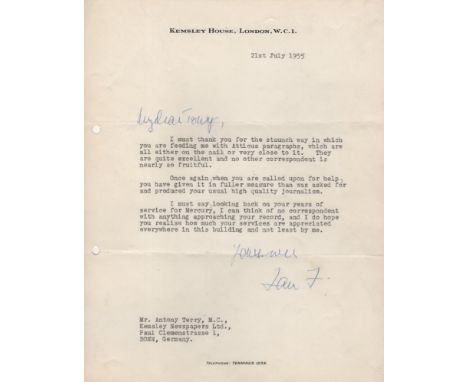 KEMSLEY HOUSE, LONDON, W.C.1.
21st July 1955
My dear Tony,
I must thank you for the staunch way in which
you are feeding me with Atticus paragraphs, which are
all either on the nail or very close to it. They
are quite excellent and no other correspondent is
nearly so fruitful.
Once again when you are called upon for help
you have given it in fuller measure than was asked for
and produced your usual high quality journalism.
I must say looking back on your years of
service for Mercury, I can think of no correspondent
with anything approaching your record, and I do hope
you realise how much your services are appreciated
everywhere in this building and not least by me.
Yours ever
Ian F.
Mr. Antony Terry, M.C.,
Kemsley Newspapers Ltd.,
Paul Clemenstrasse 1,
BONN, Germany.
TELEPHONE: TERMINUS 1234